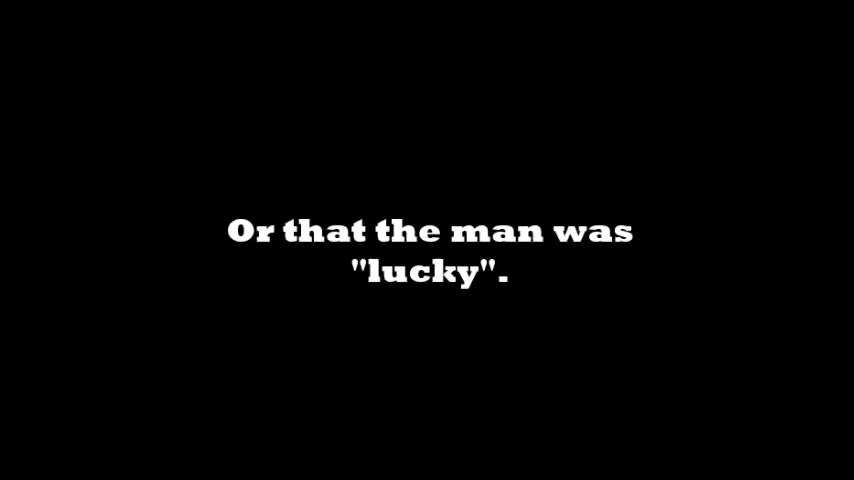 Or that the man was
"lucky".